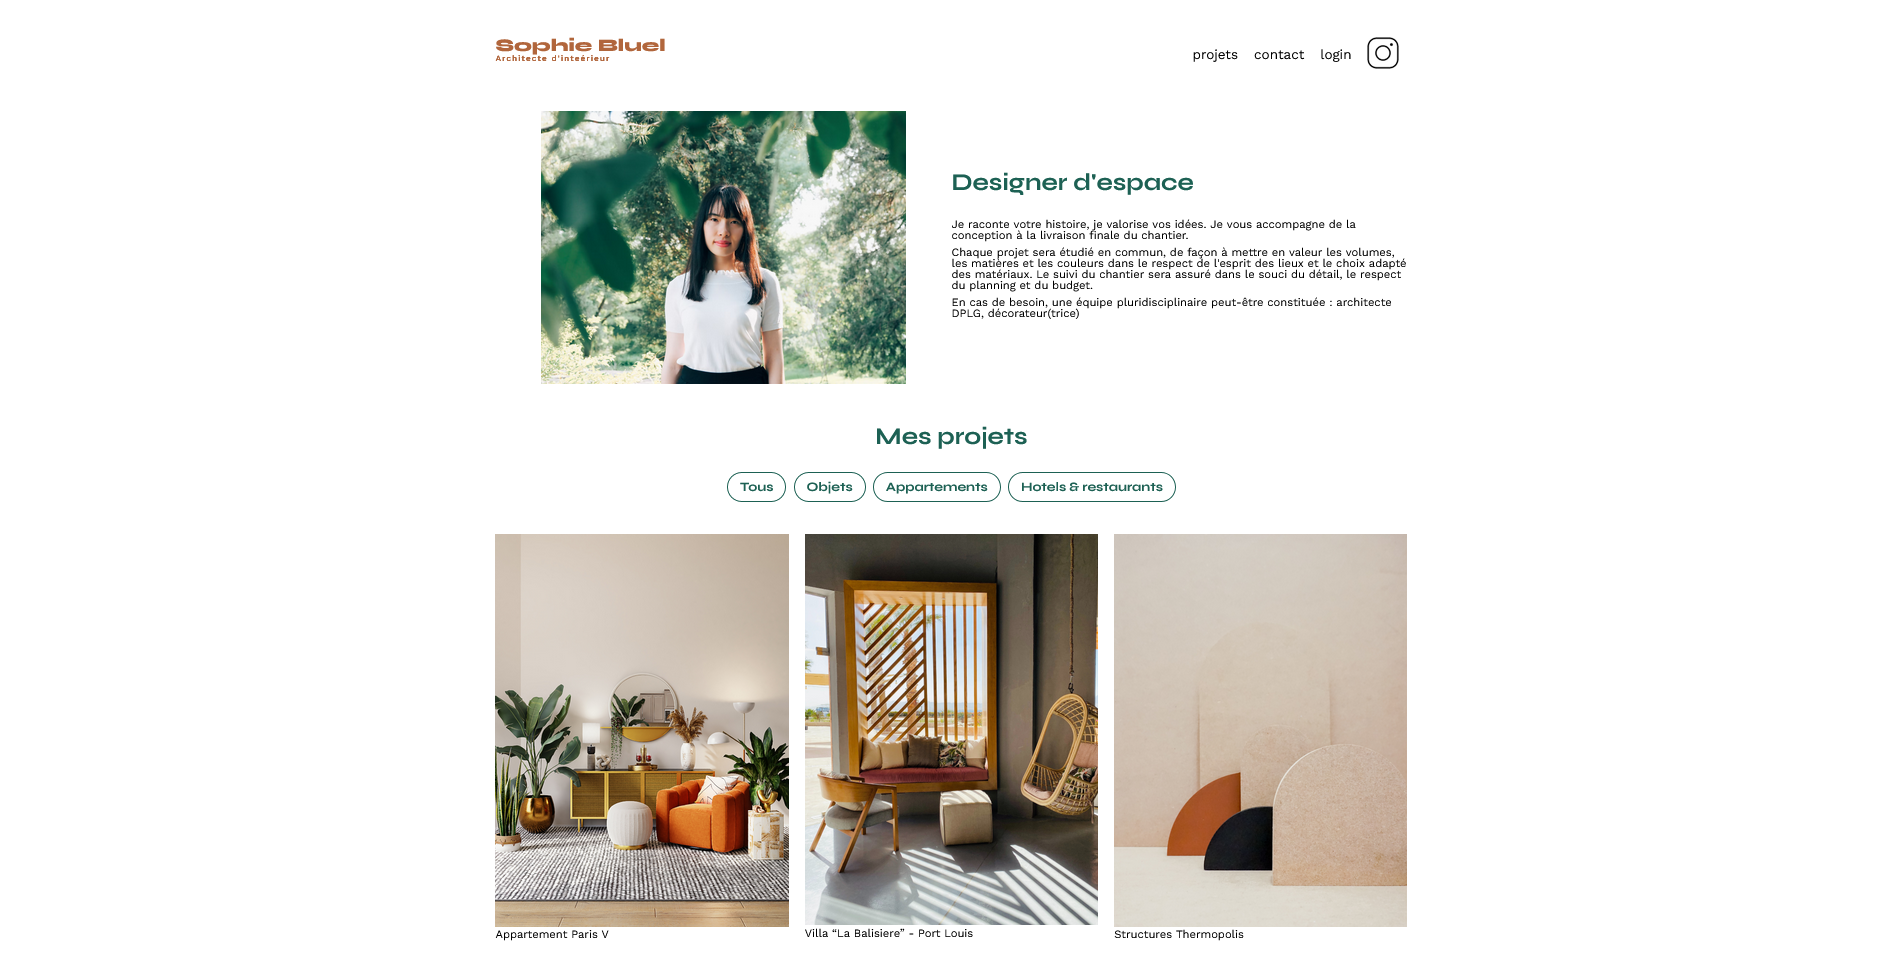 Sophie Bluel
Architecte d'inteérieur
projets contact login
Designer d'espace
Je raconte votre histoire, je valorise vos idées. Je vous accompagne de la
conception à la livraison finale du chantier.
Chaque projet sera étudié en commun, de façon à mettre en valeur les volumes,
les matières et les couleurs dans le respect de l'esprit des lieux et le choix adapté
des matériaux. Le suivi du chantier sera assuré dans le souci du détail, le respect
du planning et du budget.
En cas de besoin, une équipe pluridisciplinaire peut-être constituée : architecte
DPLG, décorateur(trice)
Mes projets
Tous Objets Appartements Hotels & restaurants
Appartement Paris V
Villa “La Balisiere” - Port Louis
Structures Thermopolis